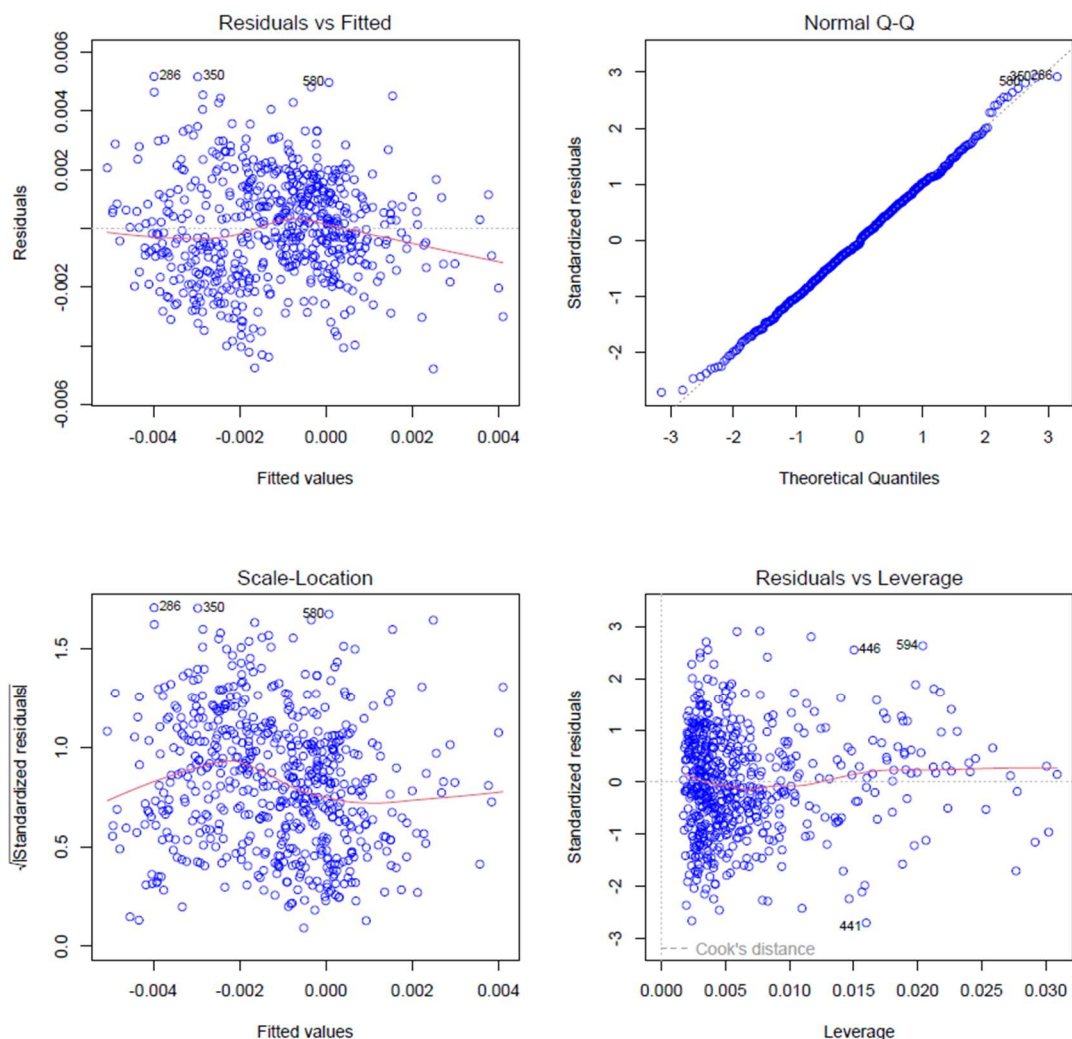 Residuals vs Fitted
Residuals
0.006
0.004
0.002
-0.002
-0.006
286
350
580
-0.004 -0.002 0.000 0.002 0.004
Fitted values
Normal Q-Q
Standardized residuals
3
2
1
0
-1
-2
580 350 286
-3 -2 -1 0 1 2 3
Theoretical Quantiles
Scale-Location
√|Standardized residuals|
1.5
1.0
0.5
0.0
286
350
580
-0.004 -0.002 0.000 0.002 0.004
Fitted values
Residuals vs Leverage
Standardized residuals
3
2
1
0
-1
-2
-3
446
594
441
Cook's distance
0.000 0.005 0.010 0.015 0.020 0.025 0.030
Leverage